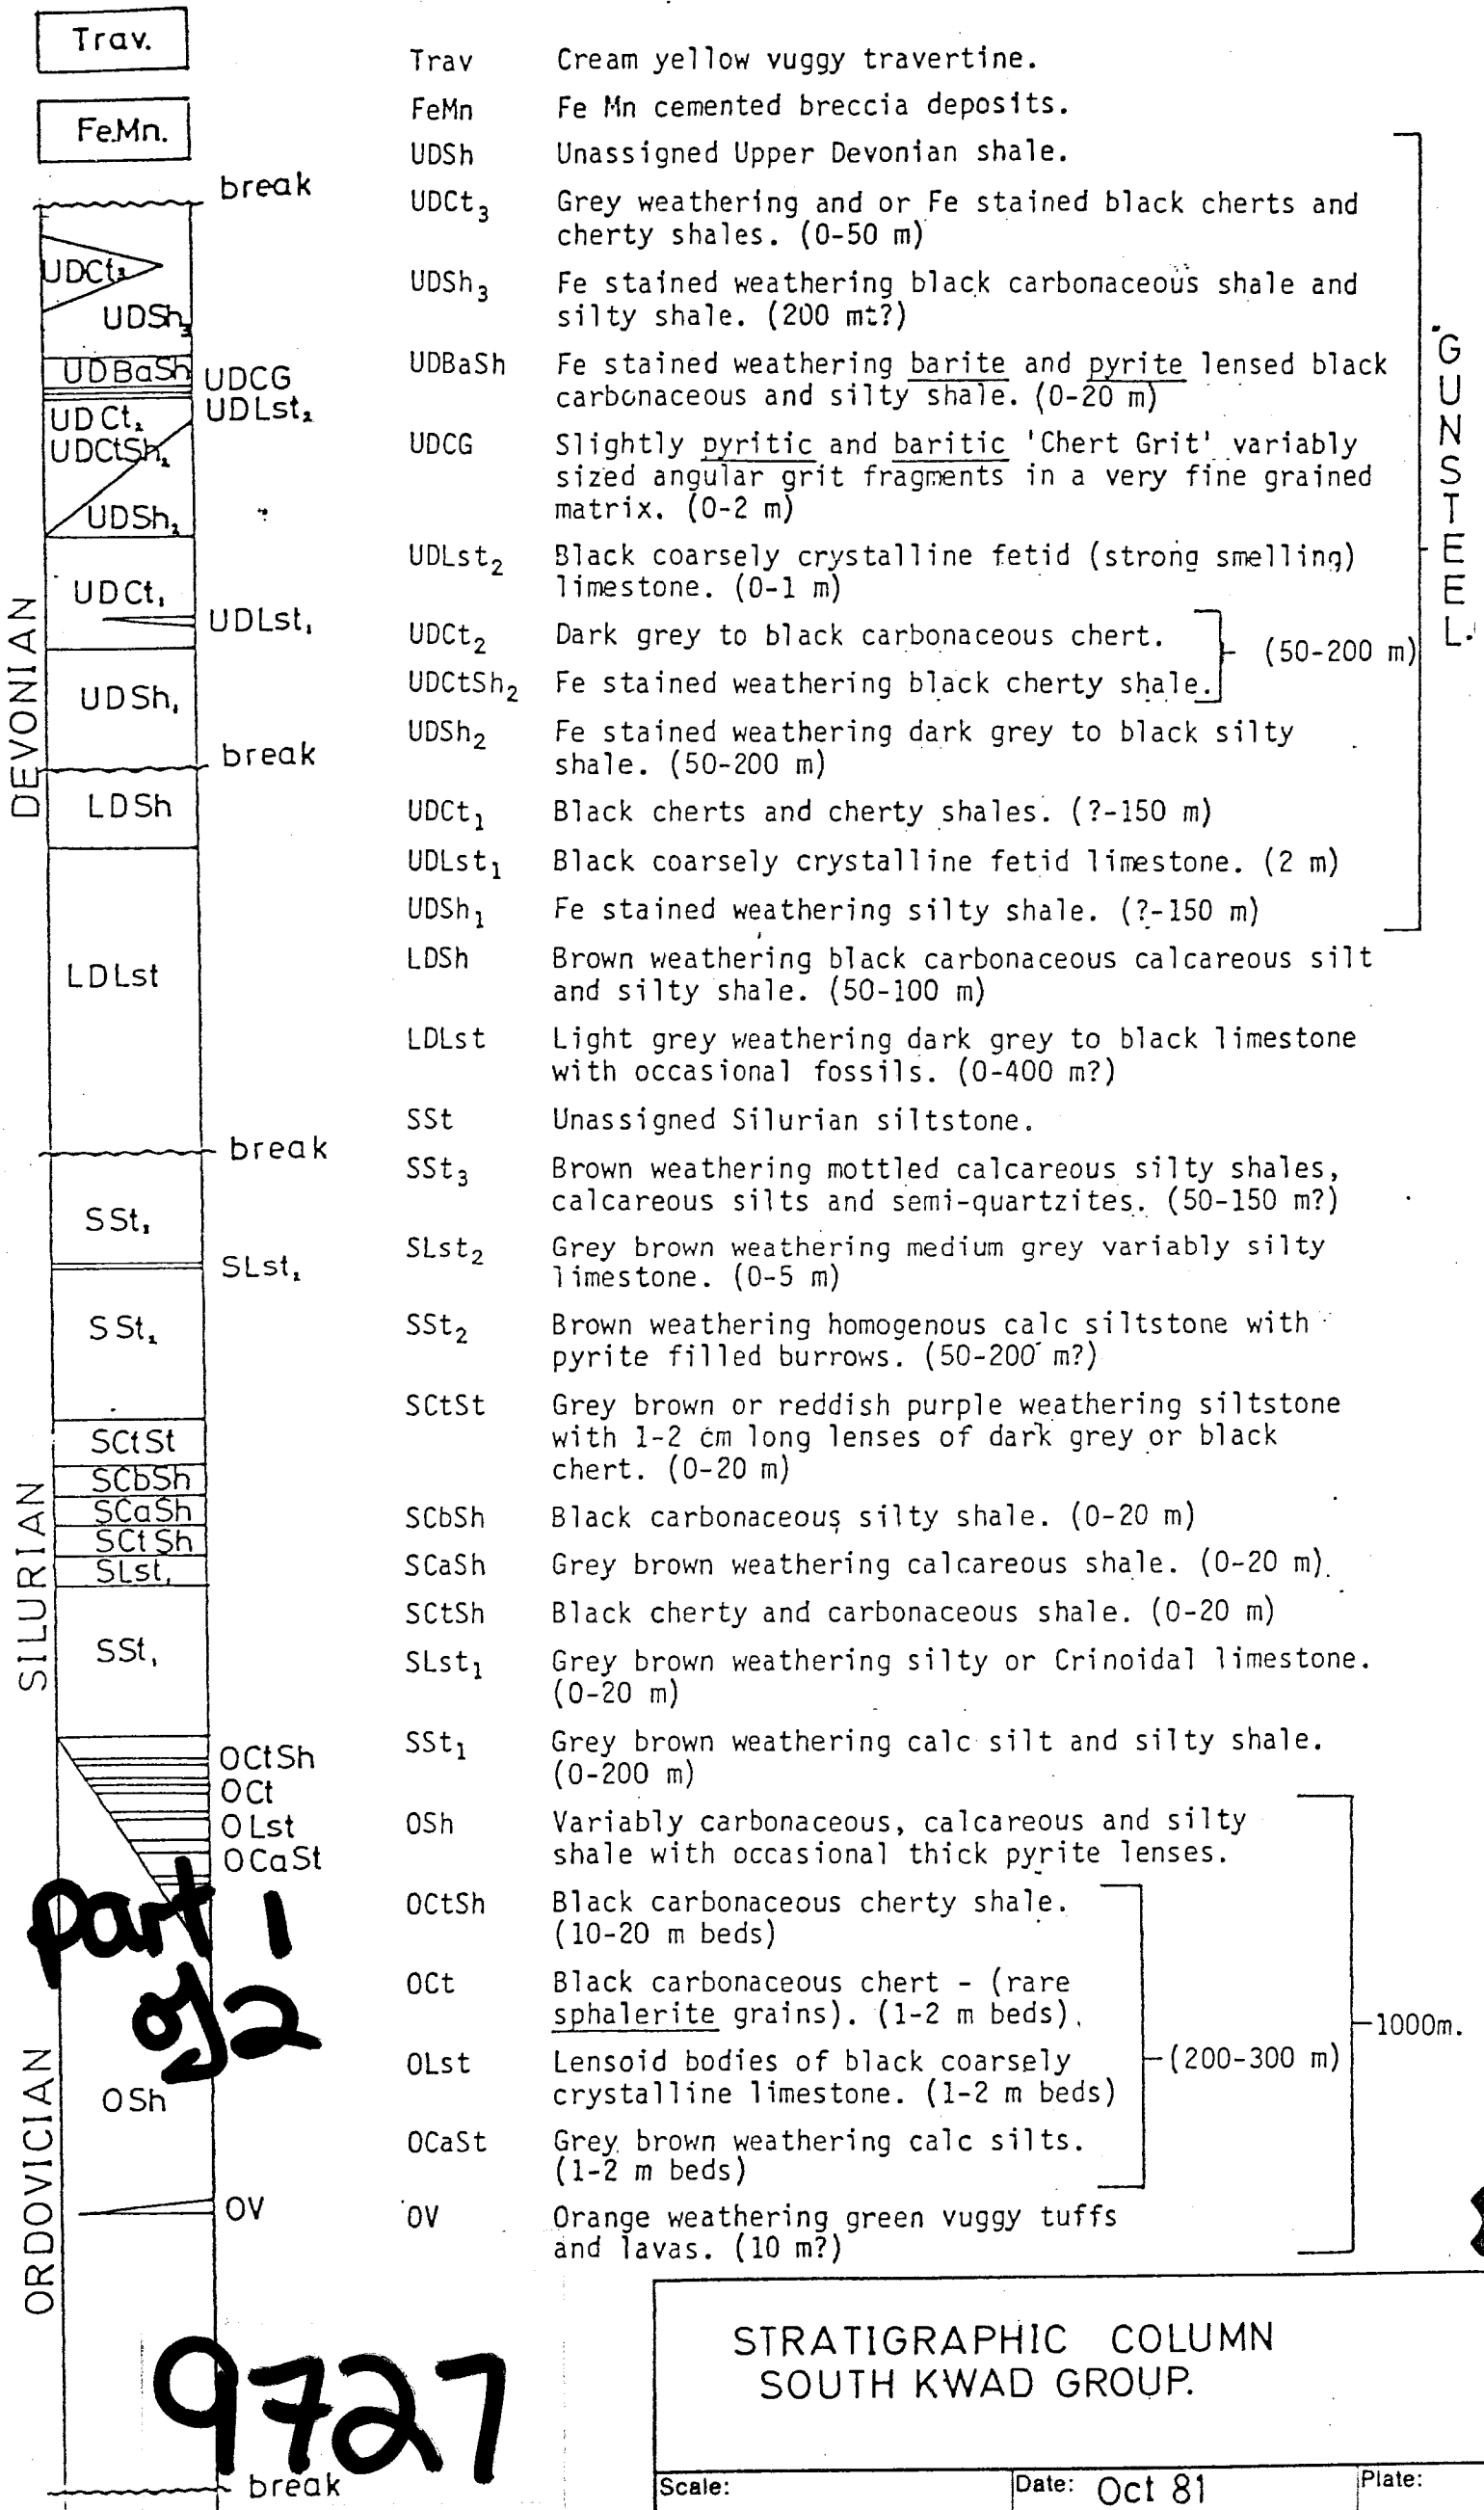 Trav.
FeMn.
break
UDCt₃
UDSh₃
UDBaSh
UDCG
UDLst₂
UDCt₂
UDCtSh₂
UDSh₂
UDCt₁
UDLst₁
UDSh₁
break
LDSh
LDLst
break
SSt₃
SLst₂
SSt₂
SCtSt
SCbSh
SCaSh
SCtSh
SLst₁
SSt₁
OCtSh
OCt
OLst
OCaSt
OSh
OV
break
DEVONIAN
SILURIAN
ORDOVICIAN
part 1
of 2
9727
Trav Cream yellow vuggy travertine.
FeMn Fe Mn cemented breccia deposits.
UDSh Unassigned Upper Devonian shale.
UDCt₃ Grey weathering and or Fe stained black cherts and
cherty shales. (0-50 m)
UDSh₃ Fe stained weathering black carbonaceous shale and
silty shale. (200 mt?)
UDBaSh Fe stained weathering barite and pyrite lensed black
carbonaceous and silty shale. (0-20 m)
UDCG Slightly pyritic and baritic 'Chert Grit' variably
sized angular grit fragments in a very fine grained
matrix. (0-2 m)
UDLst₂ Black coarsely crystalline fetid (strong smelling)
limestone. (0-1 m)
UDCt₂ Dark grey to black carbonaceous chert.
(50-200 m)
UDCtSh₂ Fe stained weathering black cherty shale.
UDSh₂ Fe stained weathering dark grey to black silty
shale. (50-200 m)
UDCt₁ Black cherts and cherty shales. (?-150 m)
UDLst₁ Black coarsely crystalline fetid limestone. (2 m)
UDSh₁ Fe stained weathering silty shale. (?-150 m)
GUNSTEEL.
LDSh Brown weathering black carbonaceous calcareous silt
and silty shale. (50-100 m)
LDLst Light grey weathering dark grey to black limestone
with occasional fossils. (0-400 m?)
SSt Unassigned Silurian siltstone.
SSt₃ Brown weathering mottled calcareous silty shales,
calcareous silts and semi-quartzites. (50-150 m?)
SLst₂ Grey brown weathering medium grey variably silty
limestone. (0-5 m)
SSt₂ Brown weathering homogenous calc siltstone with
pyrite filled burrows. (50-200 m?)
SCtSt Grey brown or reddish purple weathering siltstone
with 1-2 cm long lenses of dark grey or black
chert. (0-20 m)
SCbSh Black carbonaceous silty shale. (0-20 m)
SCaSh Grey brown weathering calcareous shale. (0-20 m)
SCtSh Black cherty and carbonaceous shale. (0-20 m)
SLst₁ Grey brown weathering silty or Crinoidal limestone.
(0-20 m)
SSt₁ Grey brown weathering calc silt and silty shale.
(0-200 m)
OSh Variably carbonaceous, calcareous and silty
shale with occasional thick pyrite lenses.
OCtSh Black carbonaceous cherty shale.
(10-20 m beds)
OCt Black carbonaceous chert - (rare
sphalerite grains). (1-2 m beds).
OLst Lensoid bodies of black coarsely
crystalline limestone. (1-2 m beds)
OCaSt Grey brown weathering calc silts.
(1-2 m beds)
(200-300 m)
OV Orange weathering green vuggy tuffs
and lavas. (10 m?)
1000m.
STRATIGRAPHIC COLUMN
SOUTH KWAD GROUP.
Scale: Date: Oct 81 Plate: